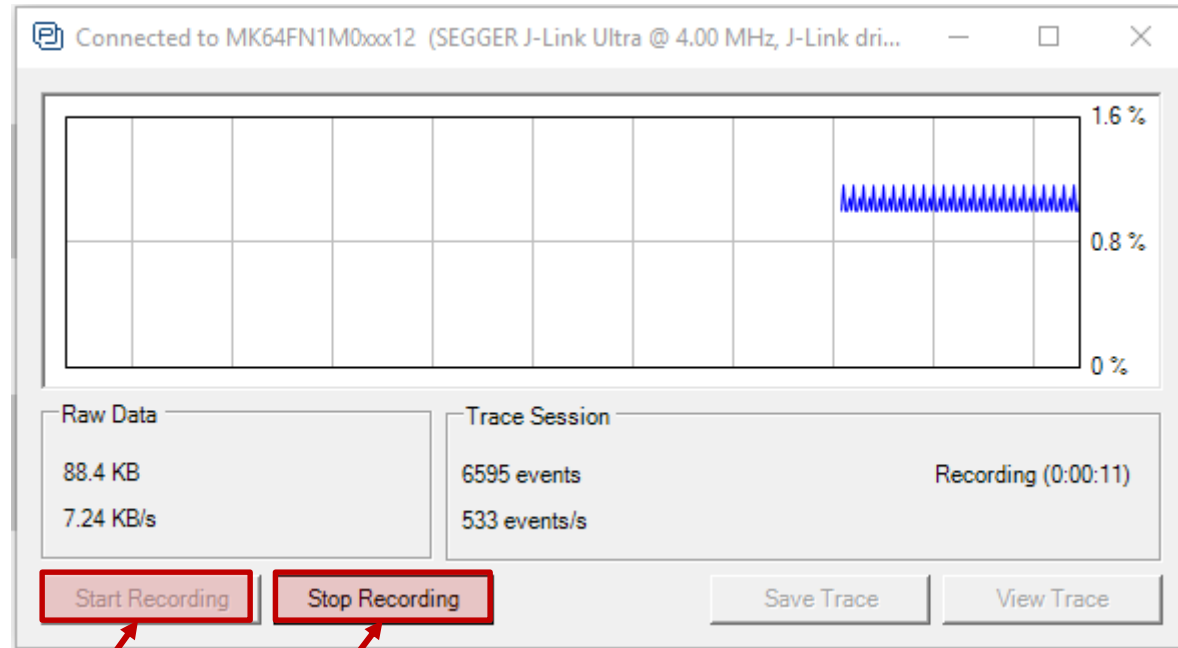 Connected to MK64FN1M0xxx12 (SEGGER J-Link Ultra @ 4.00 MHz, J-Link dri...
1.6 %
0.8 %
0 %
Raw Data
88.4 KB
7.24 KB/s
Trace Session
6595 events
Recording (0:00:11)
533 events/s
Start Recording
Stop Recording
Save Trace
View Trace